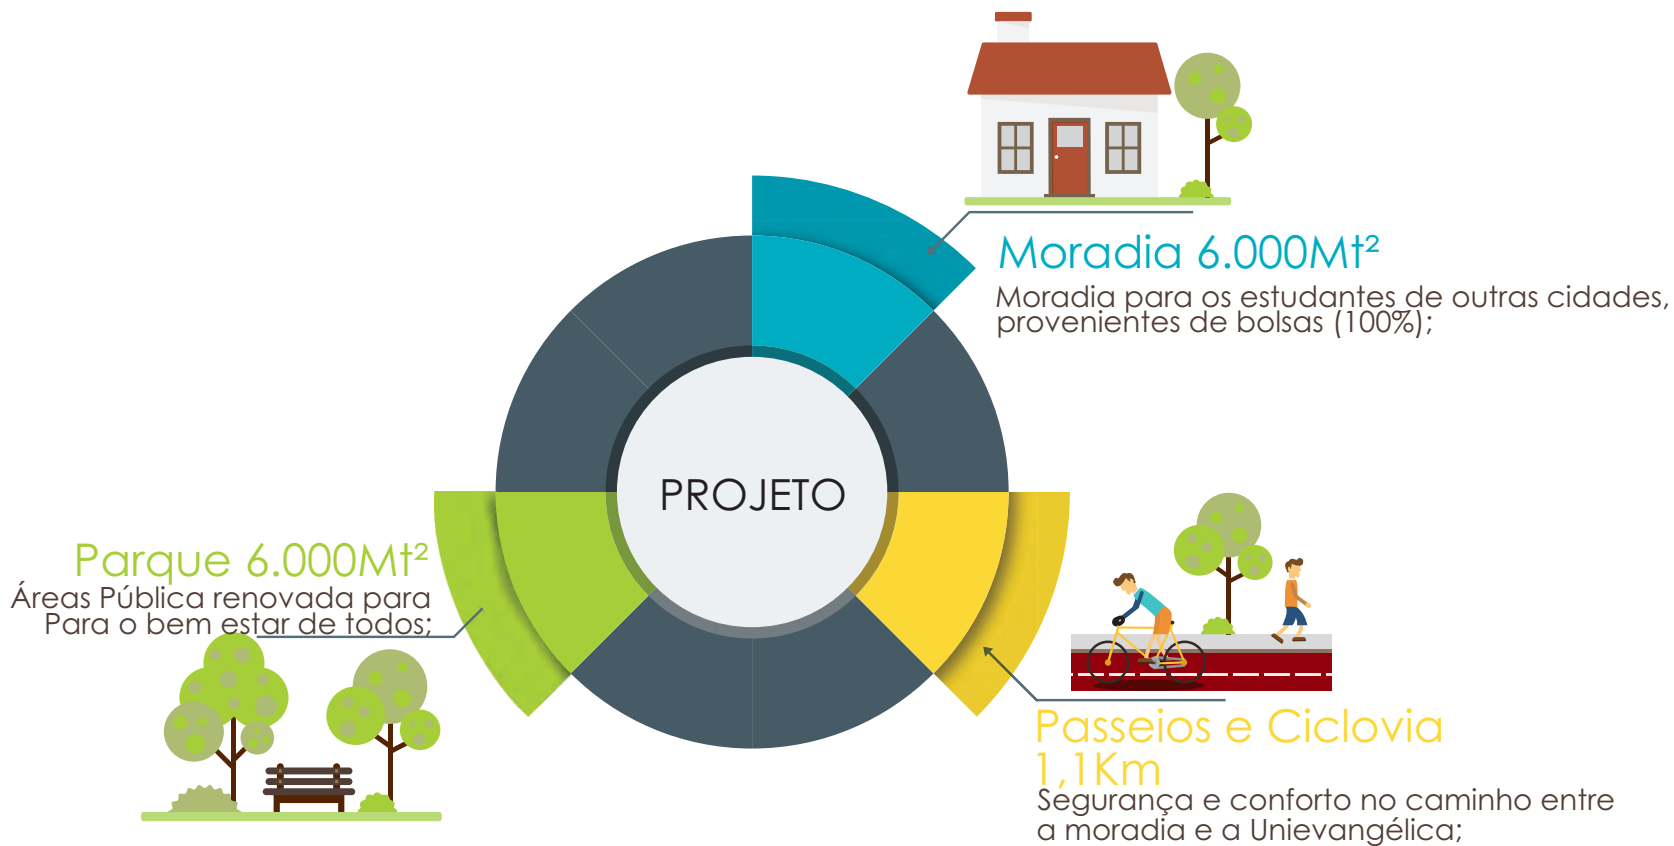 Moradia 6.000Mt²
Moradia para os estudantes de outras cidades,
provenientes de bolsas (100%);
PROJETO
Parque 6.000Mt²
Áreas Pública renovada para
Para o bem estar de todos;
Passeios e Ciclovia
1,1Km
Segurança e conforto no caminho entre
a moradia e a Unievangélica;